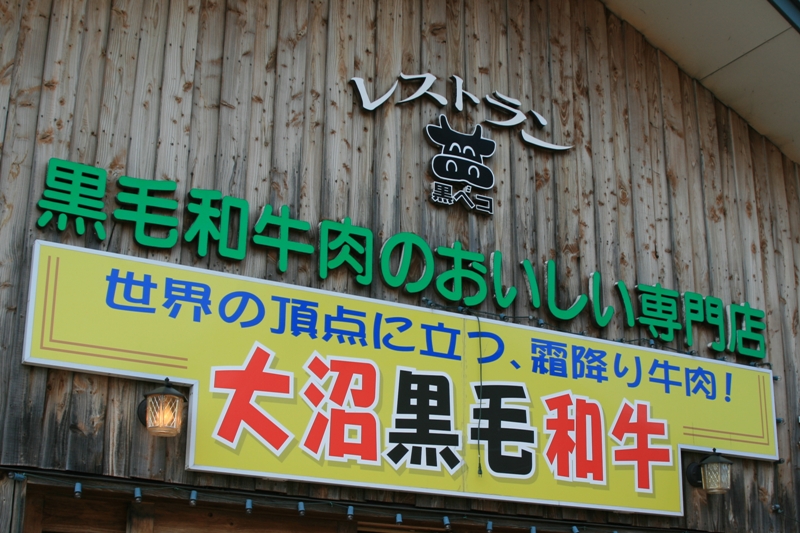 レストラン
黒べコ
黒毛和牛肉のおいしい専門店
世界の頂点に立つ、霜降り牛肉!
大沼黒毛和牛